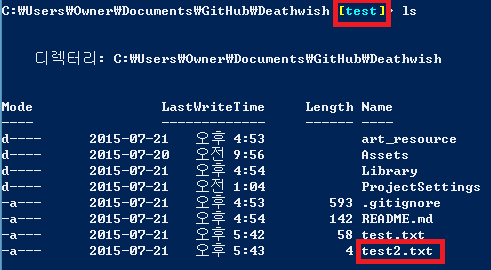 C:₩Users₩Owner₩Documents₩GitHub₩Deathwish [test]> ls
디렉터리: C:₩Users₩Owner₩Documents₩GitHub₩Deathwish
Mode LastWriteTime Length Name
---- ------------- ------ ----
d---- 2015-07-21 오후 4:53 art_resource
d---- 2015-07-20 오전 9:56 Assets
d---- 2015-07-21 오후 4:54 Library
d---- 2015-07-21 오전 1:04 ProjectSettings
-a--- 2015-07-21 오후 4:53 593 .gitignore
-a--- 2015-07-21 오후 4:54 142 README.md
-a--- 2015-07-21 오후 5:42 58 test.txt
-a--- 2015-07-21 오후 5:43 4 test2.txt